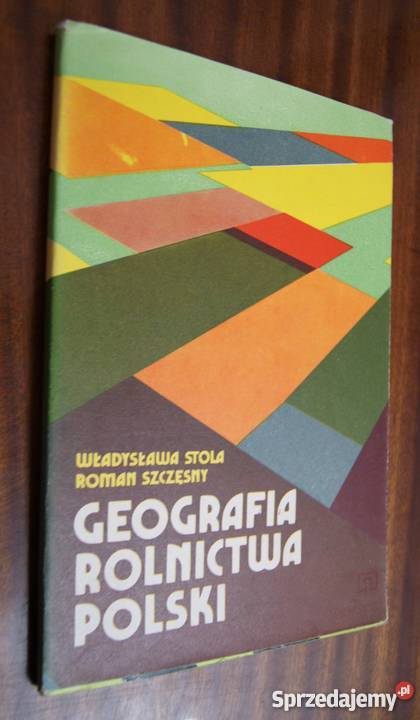 WŁADYSŁAWA STOLA
ROMAN SZCZĘSNY
GEOGRAFIA
ROLNICTWA
POLSKI
Sprzedajemy.pl